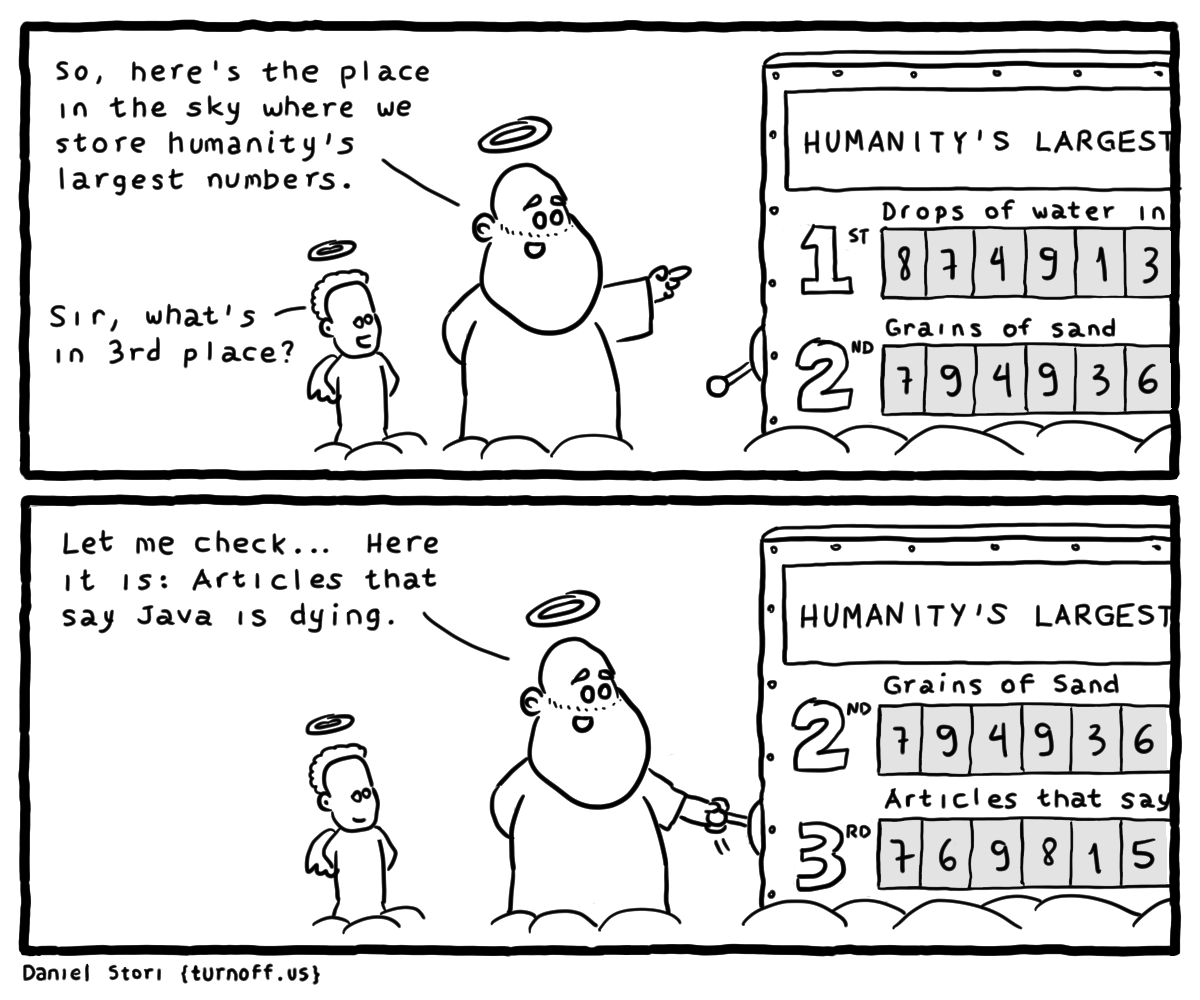 So, here's the place
in the sky where we
store humanity's
largest numbers.
Sir, what's
in 3rd place?
HUMANITY'S LARGEST
Drops of water in
1ST 8 7 4 9 1 3
Grains of sand
2ND 7 9 4 9 3 6
Let me check... Here
it is: Articles that
say Java is dying.
HUMANITY'S LARGEST
Grains of Sand
2ND 7 9 4 9 3 6
Articles that say
3RD 7 6 9 8 1 5
Daniel Stori {turnoff.us}